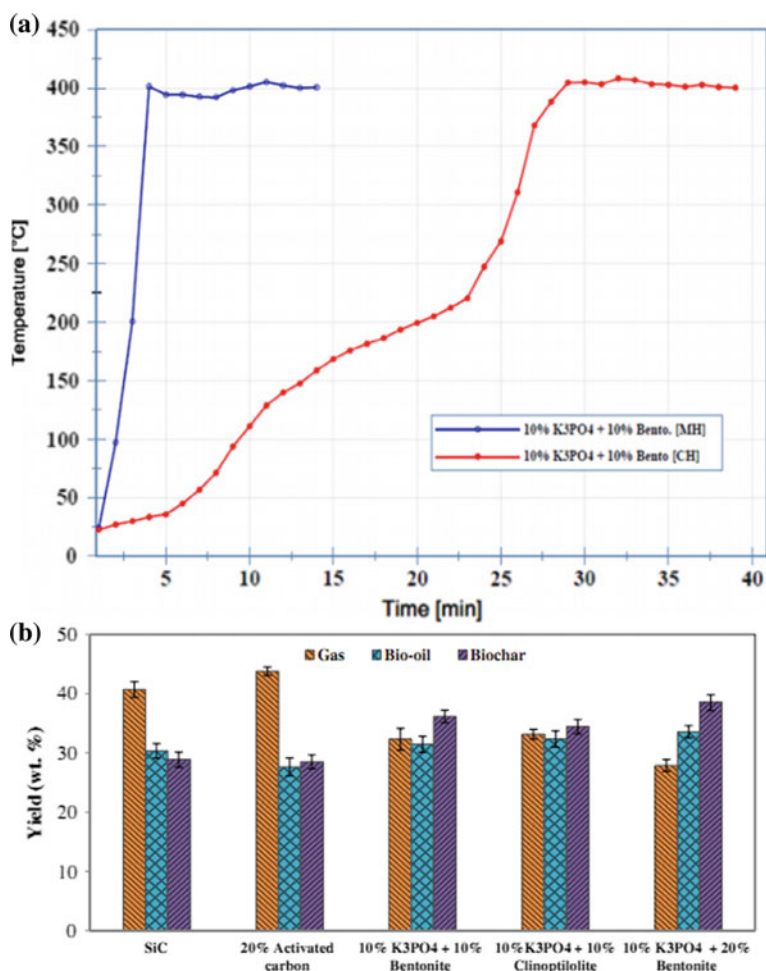 (a)
450
400
350
300
250
200
150
100
50
0
Temperature [°C]
10% K3PO4 + 10% Bento. [MH]
10% K3PO4 + 10% Bento [CH]
5
10
15
20
25
30
35
40
Time [min]
(b)
50
40
30
20
10
0
Yield (wt. %)
Gas
Bio-oil
Biochar
SiC
20% Activated
carbon
10% K3PO4 + 10%
Bentonite
10%K3PO4 + 10%
Clinoptilolite
10% K3PO4 + 20%
Bentonite